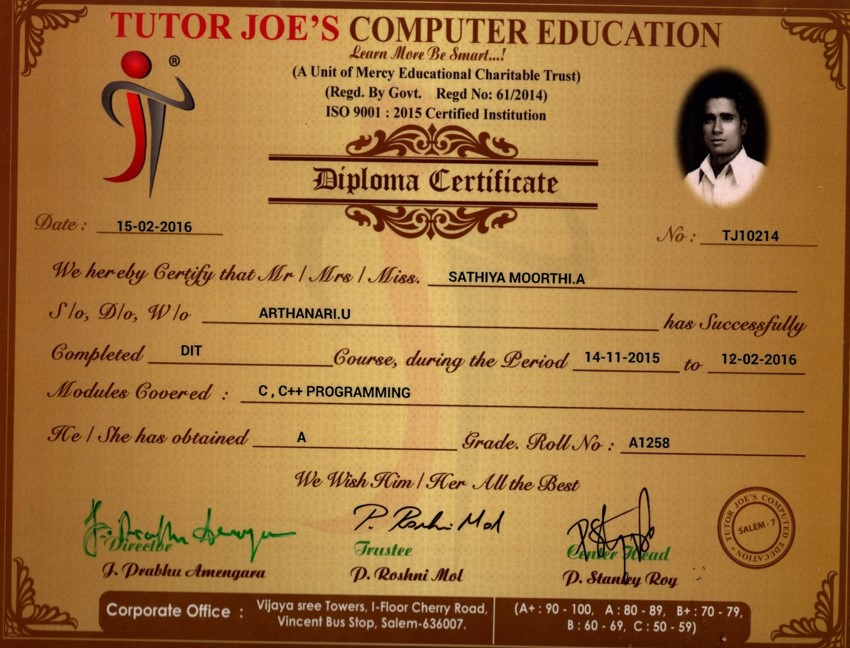 TUTOR JOE'S COMPUTER EDUCATION
Learn More Be Smart...!
®
(A Unit of Mercy Educational Charitable Trust)
(Regd. By Govt. Regd No: 61/2014)
ISO 9001 : 2015 Certified Institution
Diploma Certificate
Date : 15-02-2016
No : TJ10214
We hereby Certify that Mr / Mrs / Miss. SATHIYA MOORTHI.A
S/o, D/o, W/o ARTHANARI.U has Successfully
Completed DIT Course, during the Period 14-11-2015 to 12-02-2016
Modules Covered : C , C++ PROGRAMMING
He / She has obtained A Grade. Roll No : A1258
We Wish Him / Her All the Best
P. Roshni Mol
Director Trustee Center Head
J. Prabhu Amengara P. Roshni Mol P. Stanley Roy
TUTOR JOE'S COMPUTER EDUCATION
SALEM - 7
Corporate Office : Vijaya sree Towers, I-Floor Cherry Road,
Vincent Bus Stop, Salem-636007.
(A+ : 90 - 100, A : 80 - 89, B+ : 70 - 79,
B : 60 - 69, C : 50 - 59)